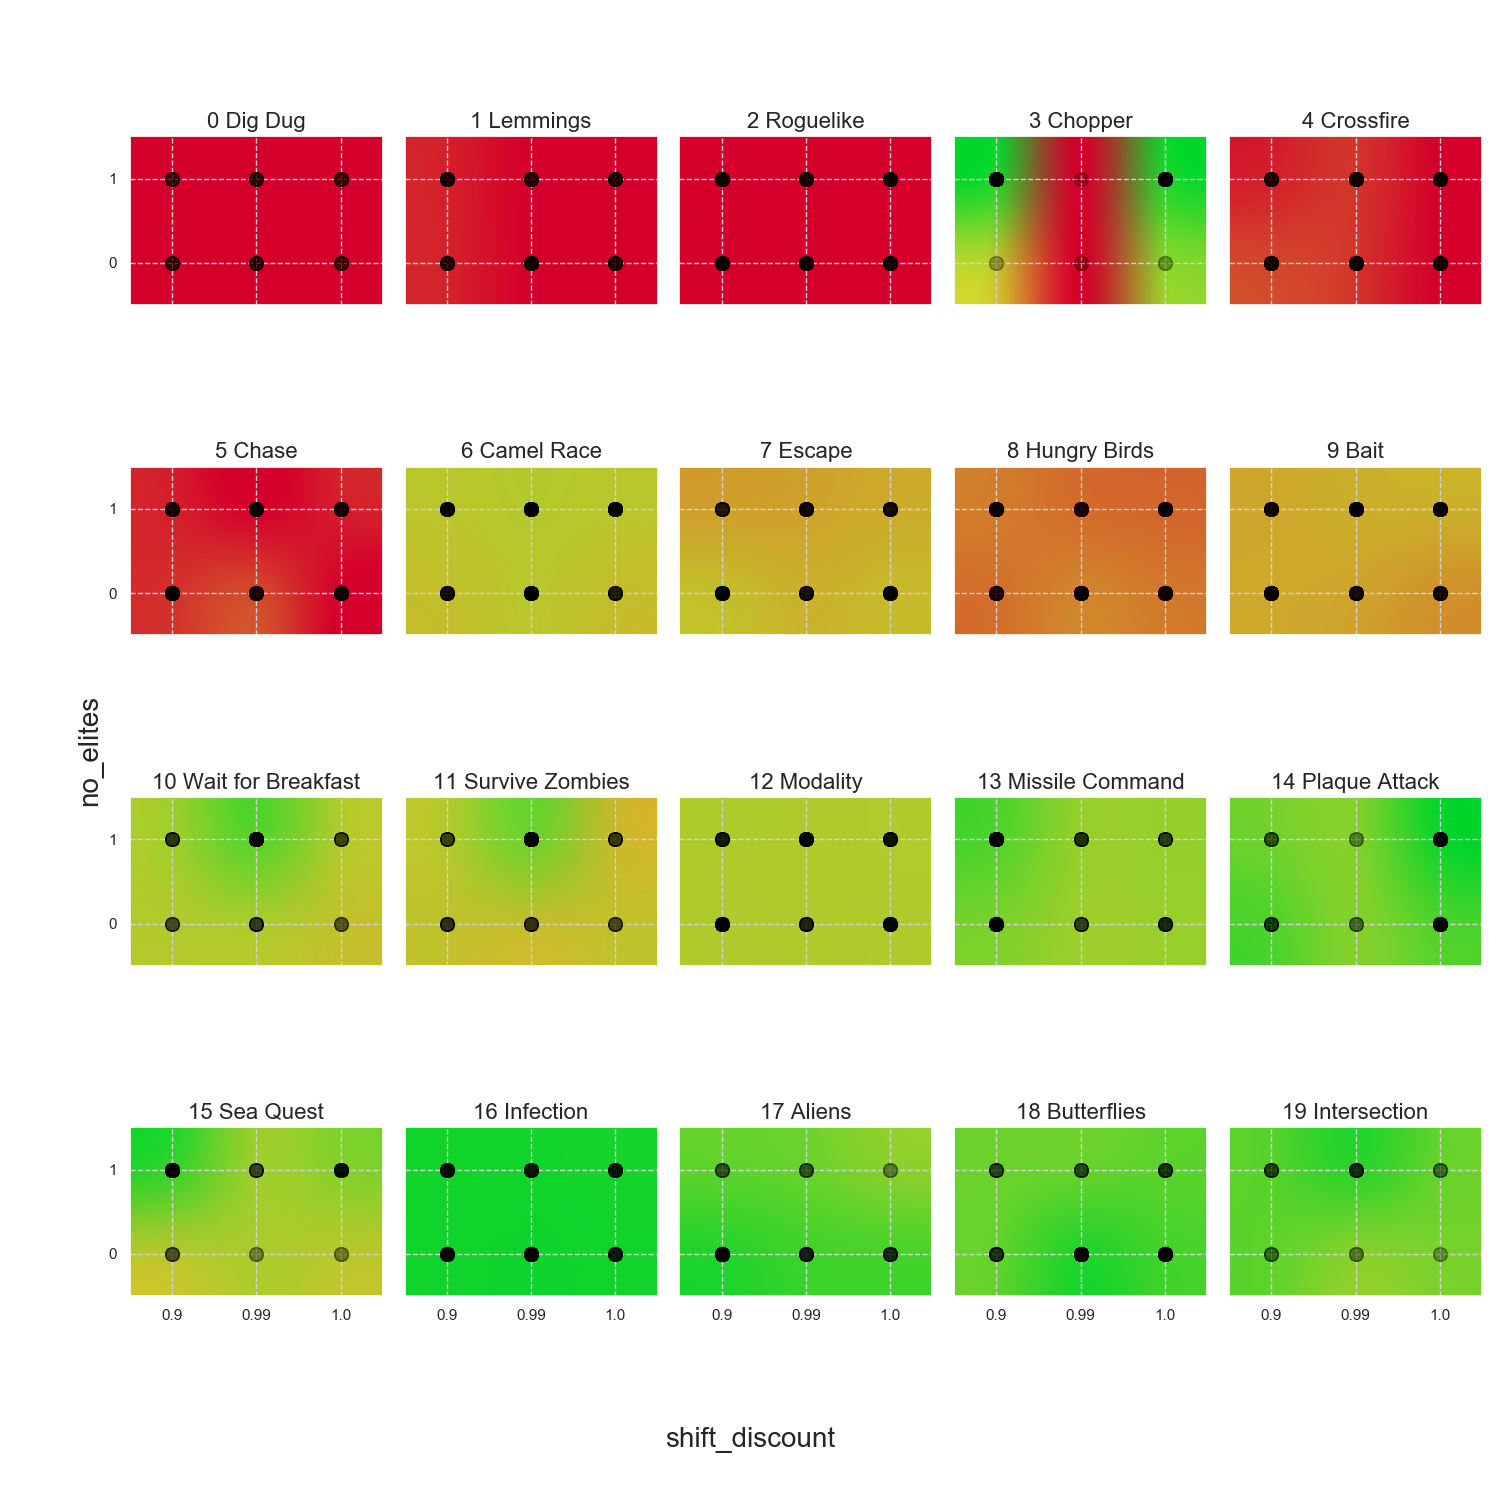 0 Dig Dug
1 Lemmings
2 Roguelike
3 Chopper
4 Crossfire
1
0
5 Chase
6 Camel Race
7 Escape
8 Hungry Birds
9 Bait
1
0
no_elites
10 Wait for Breakfast
11 Survive Zombies
12 Modality
13 Missile Command
14 Plaque Attack
1
0
15 Sea Quest
16 Infection
17 Aliens
18 Butterflies
19 Intersection
1
0
0.9 0.99 1.0
0.9 0.99 1.0
0.9 0.99 1.0
0.9 0.99 1.0
0.9 0.99 1.0
shift_discount